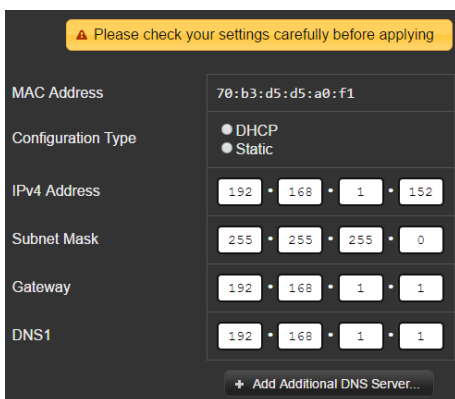 Please check your settings carefully before applying
MAC Address 70:b3:d5:d5:a0:f1
Configuration Type DHCP
Static
IPv4 Address 192 • 168 • 1 • 152
Subnet Mask 255 • 255 • 255 • 0
Gateway 192 • 168 • 1 • 1
DNS1 192 • 168 • 1 • 1
+ Add Additional DNS Server...